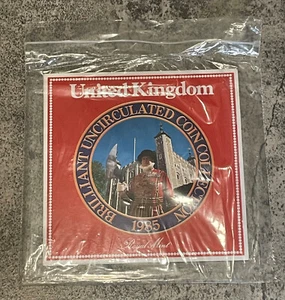 United Kingdom
BRILLIANT UNCIRCULATED COIN COLLECTION
1985
Royal Mint